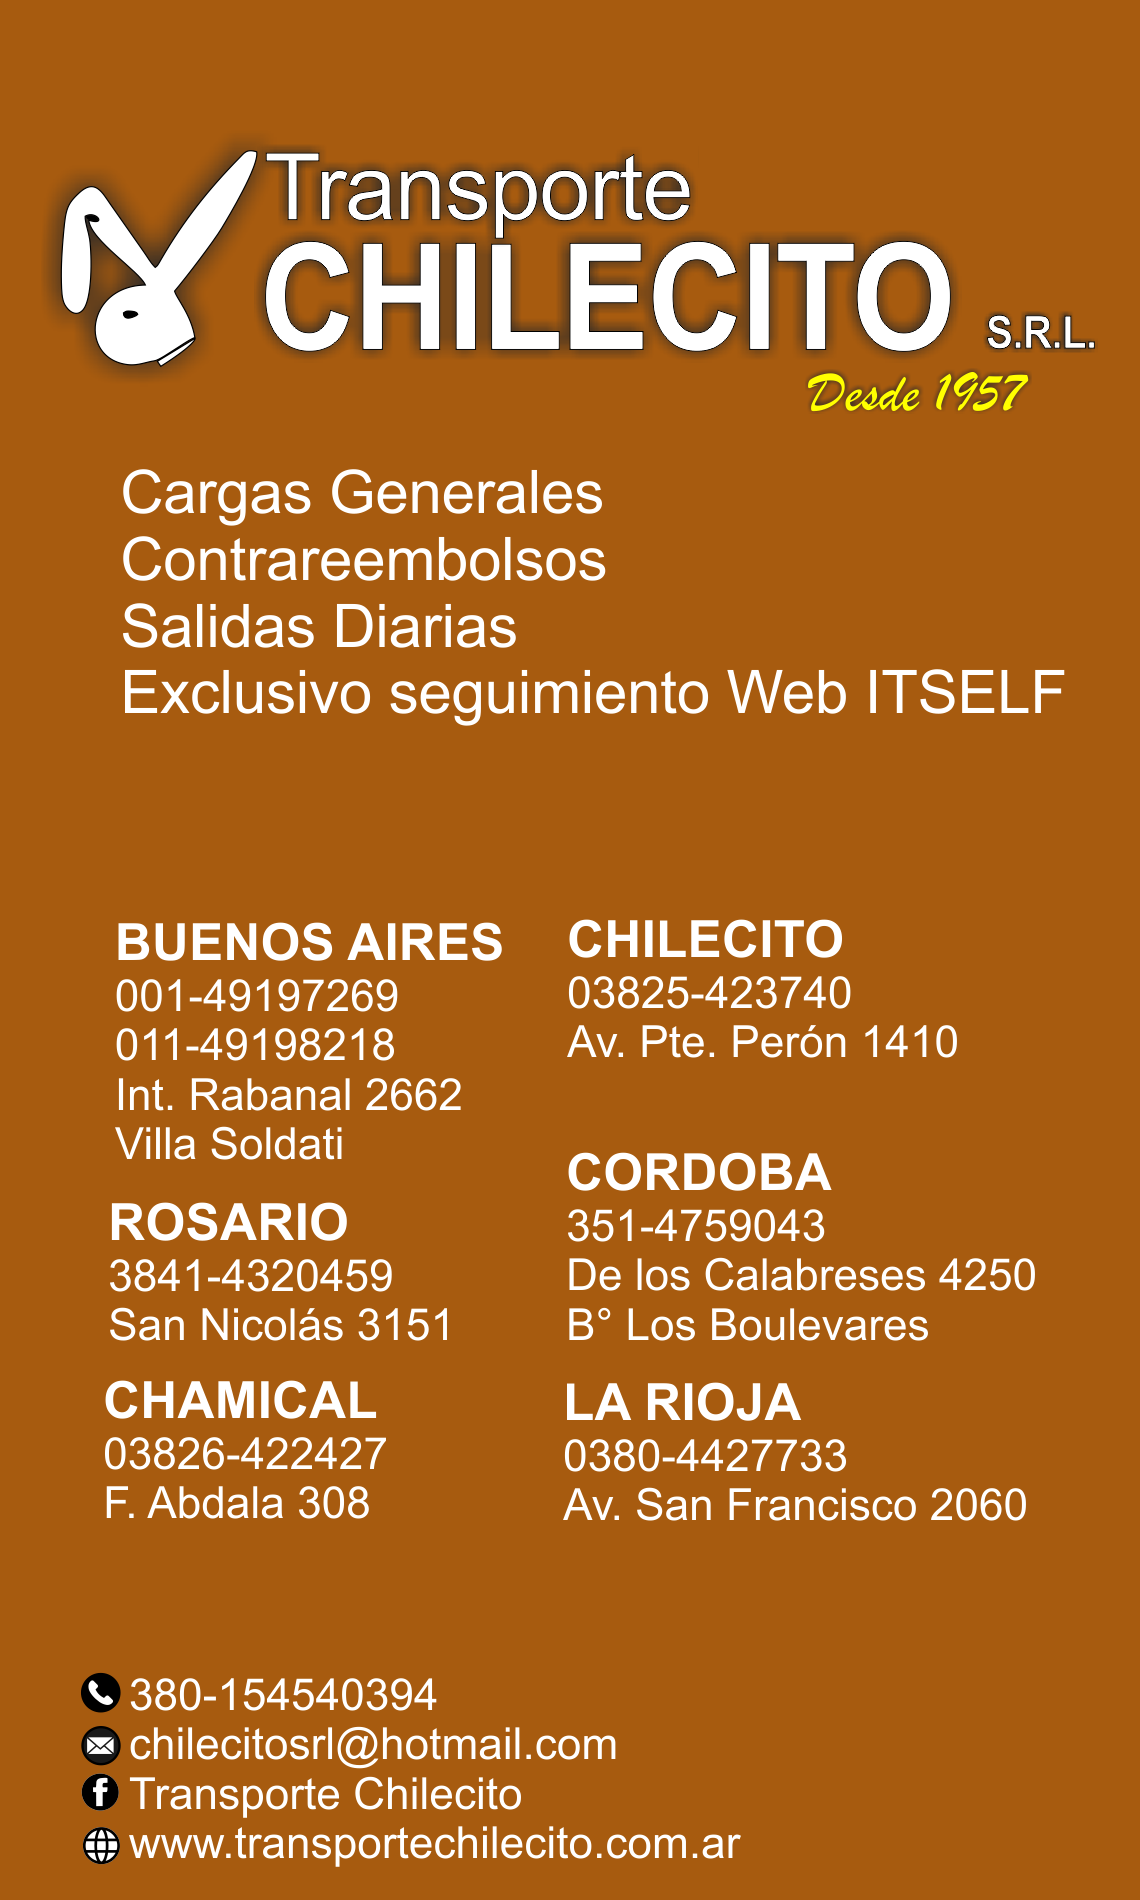 Transporte
CHILECITO S.R.L.
Desde 1957
Cargas Generales
Contrareembolsos
Salidas Diarias
Exclusivo seguimiento Web ITSELF
BUENOS AIRES
001-49197269
011-49198218
Int. Rabanal 2662
Villa Soldati
ROSARIO
3841-4320459
San Nicolás 3151
CHAMICAL
03826-422427
F. Abdala 308
CHILECITO
03825-423740
Av. Pte. Perón 1410
CORDOBA
351-4759043
De los Calabreses 4250
B° Los Boulevares
LA RIOJA
0380-4427733
Av. San Francisco 2060
380-154540394
chilecitosrl@hotmail.com
Transporte Chilecito
www.transportechilecito.com.ar